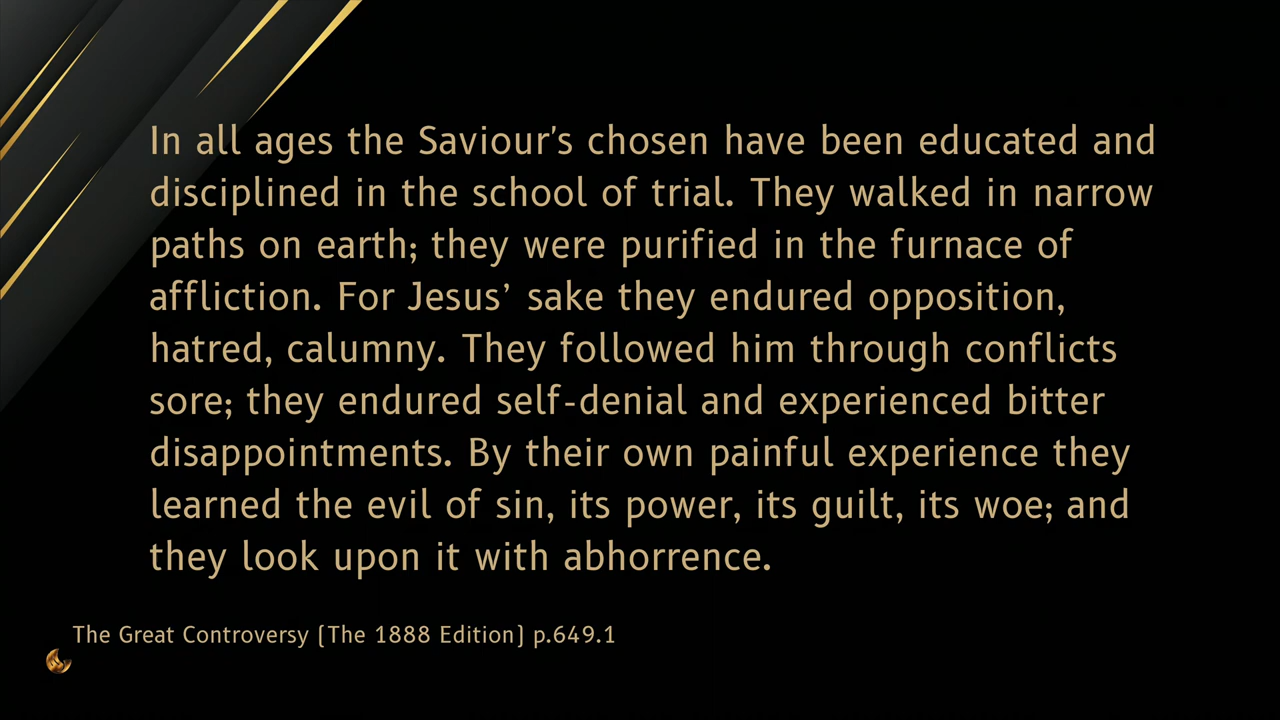 In all ages the Saviour's chosen have been educated and
disciplined in the school of trial. They walked in narrow
paths on earth; they were purified in the furnace of
affliction. For Jesus’ sake they endured opposition,
hatred, calumny. They followed him through conflicts
sore; they endured self-denial and experienced bitter
disappointments. By their own painful experience they
learned the evil of sin, its power, its guilt, its woe; and
they look upon it with abhorrence.
The Great Controversy (The 1888 Edition) p.649.1